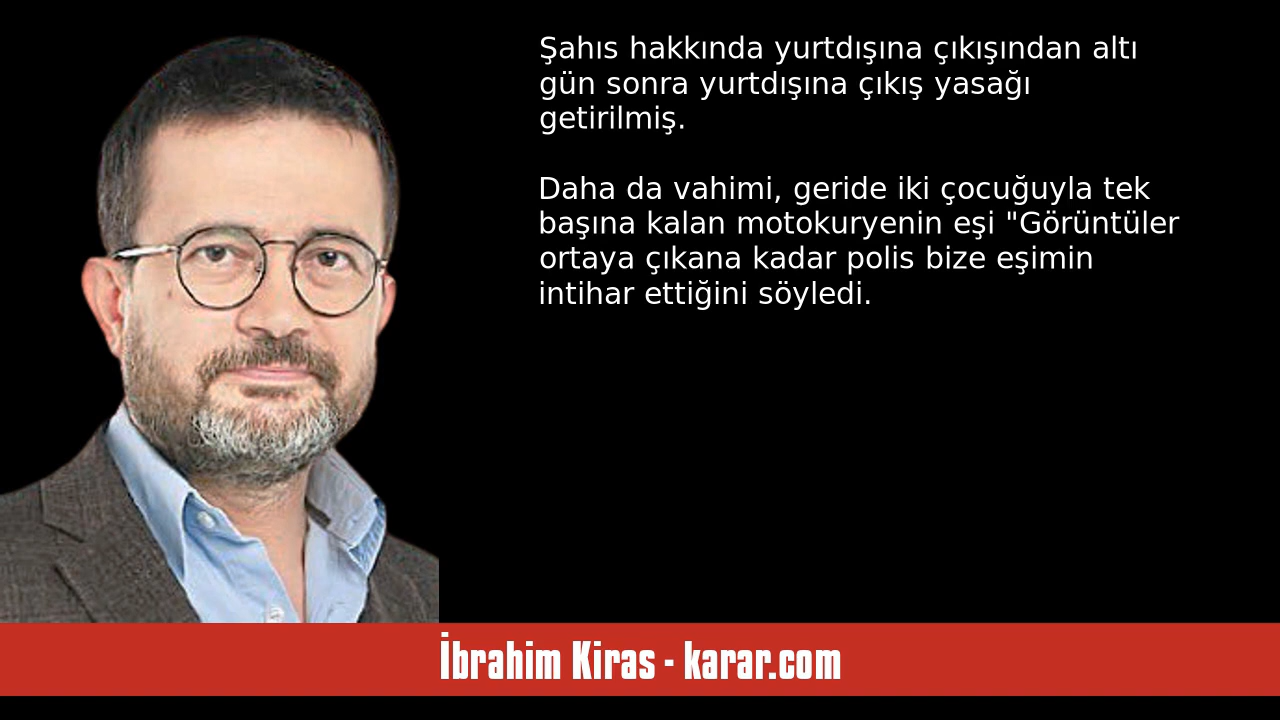 Şahıs hakkında yurtdışına çıkışından altı
gün sonra yurtdışına çıkış yasağı
getirilmiş.
Daha da vahimi, geride iki çocuğuyla tek
başına kalan motokuryenin eşi "Görüntüler
ortaya çıkana kadar polis bize eşimin
intihar ettiğini söyledi.
İbrahim Kiras - karar.com